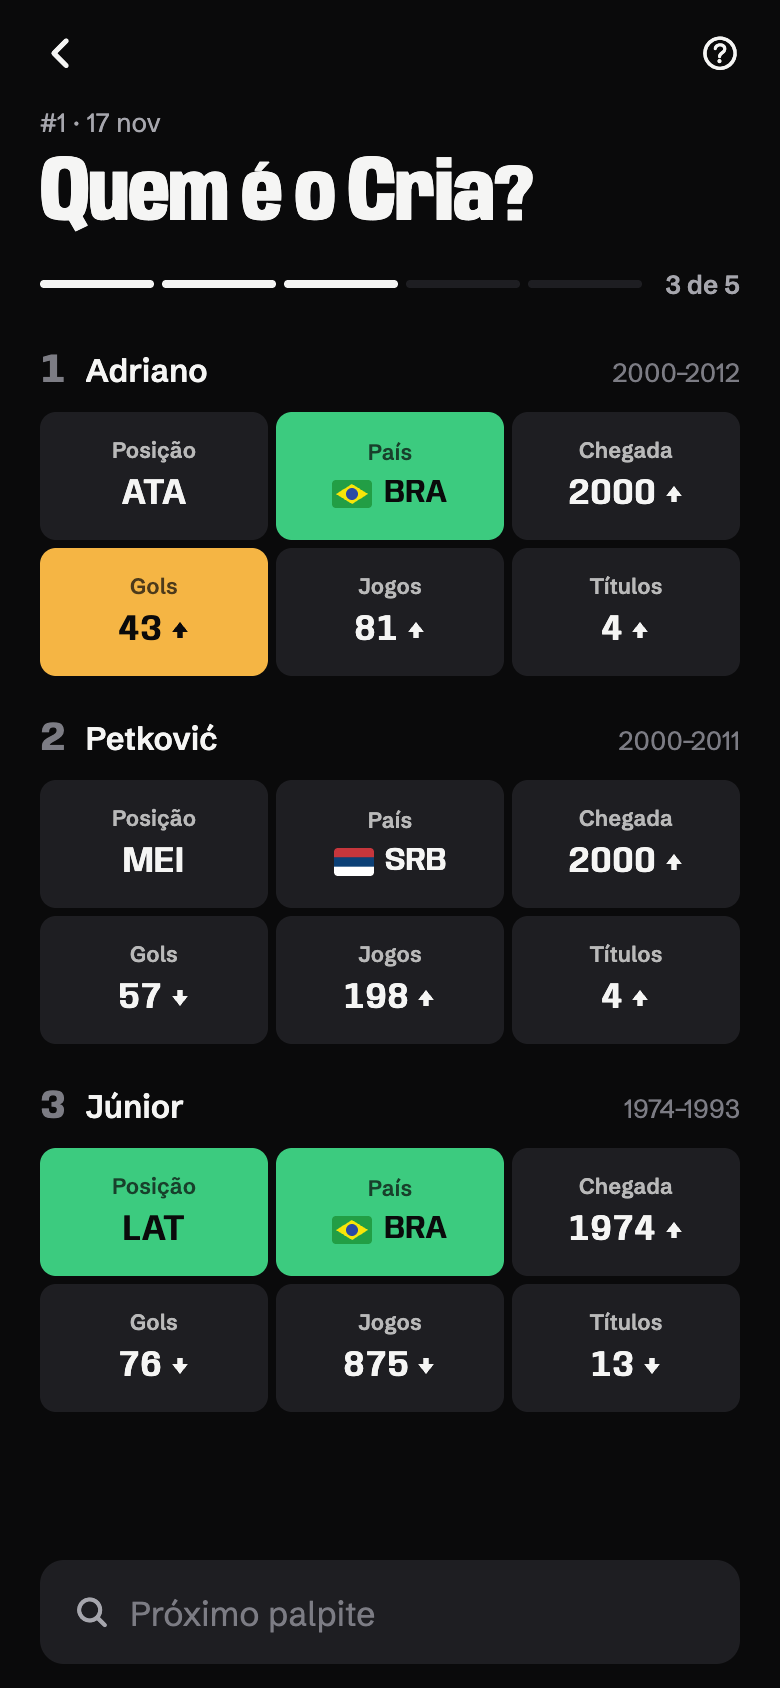 #1 · 17 nov
Quem é o Cria?
3 de 5
1 Adriano 2000–2012
Posição País Chegada
ATA BRA 2000
Gols Jogos Títulos
43 81 4
2 Petković 2000–2011
Posição País Chegada
MEI SRB 2000
Gols Jogos Títulos
57 198 4
3 Júnior 1974–1993
Posição País Chegada
LAT BRA 1974
Gols Jogos Títulos
76 875 13
Próximo palpite